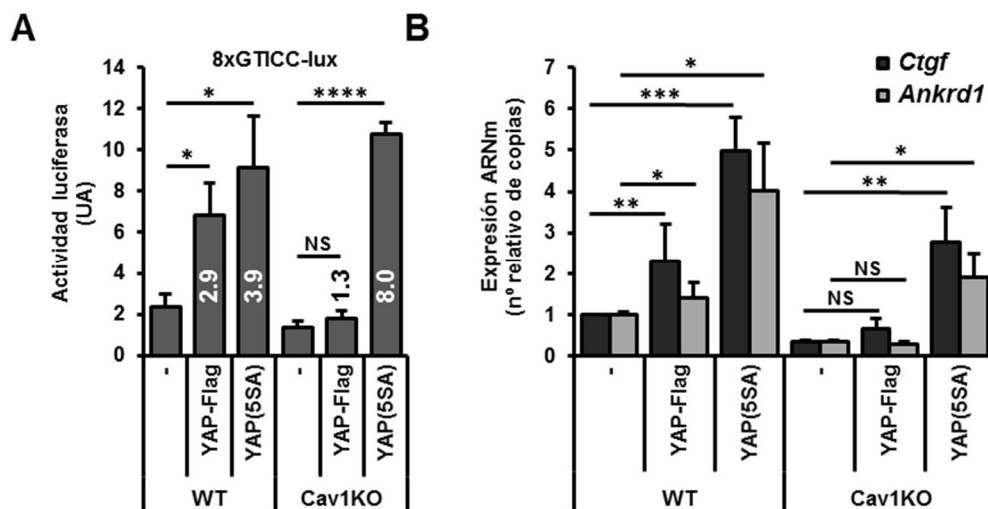 A
8xGTICC-lux
Actividad luciferasa
(UA)
14
12
10
8
6
4
2
0
*
*
****
NS
2.9
3.9
1.3
8.0
-
YAP-Flag
YAP(5SA)
-
YAP-Flag
YAP(5SA)
WT
Cav1KO
B
Ctgf
Ankrd1
Expresión ARNm
(nº relativo de copias)
7
6
5
4
3
2
1
0
*
***
*
**
*
**
NS
NS
-
YAP-Flag
YAP(5SA)
-
YAP-Flag
YAP(5SA)
WT
Cav1KO